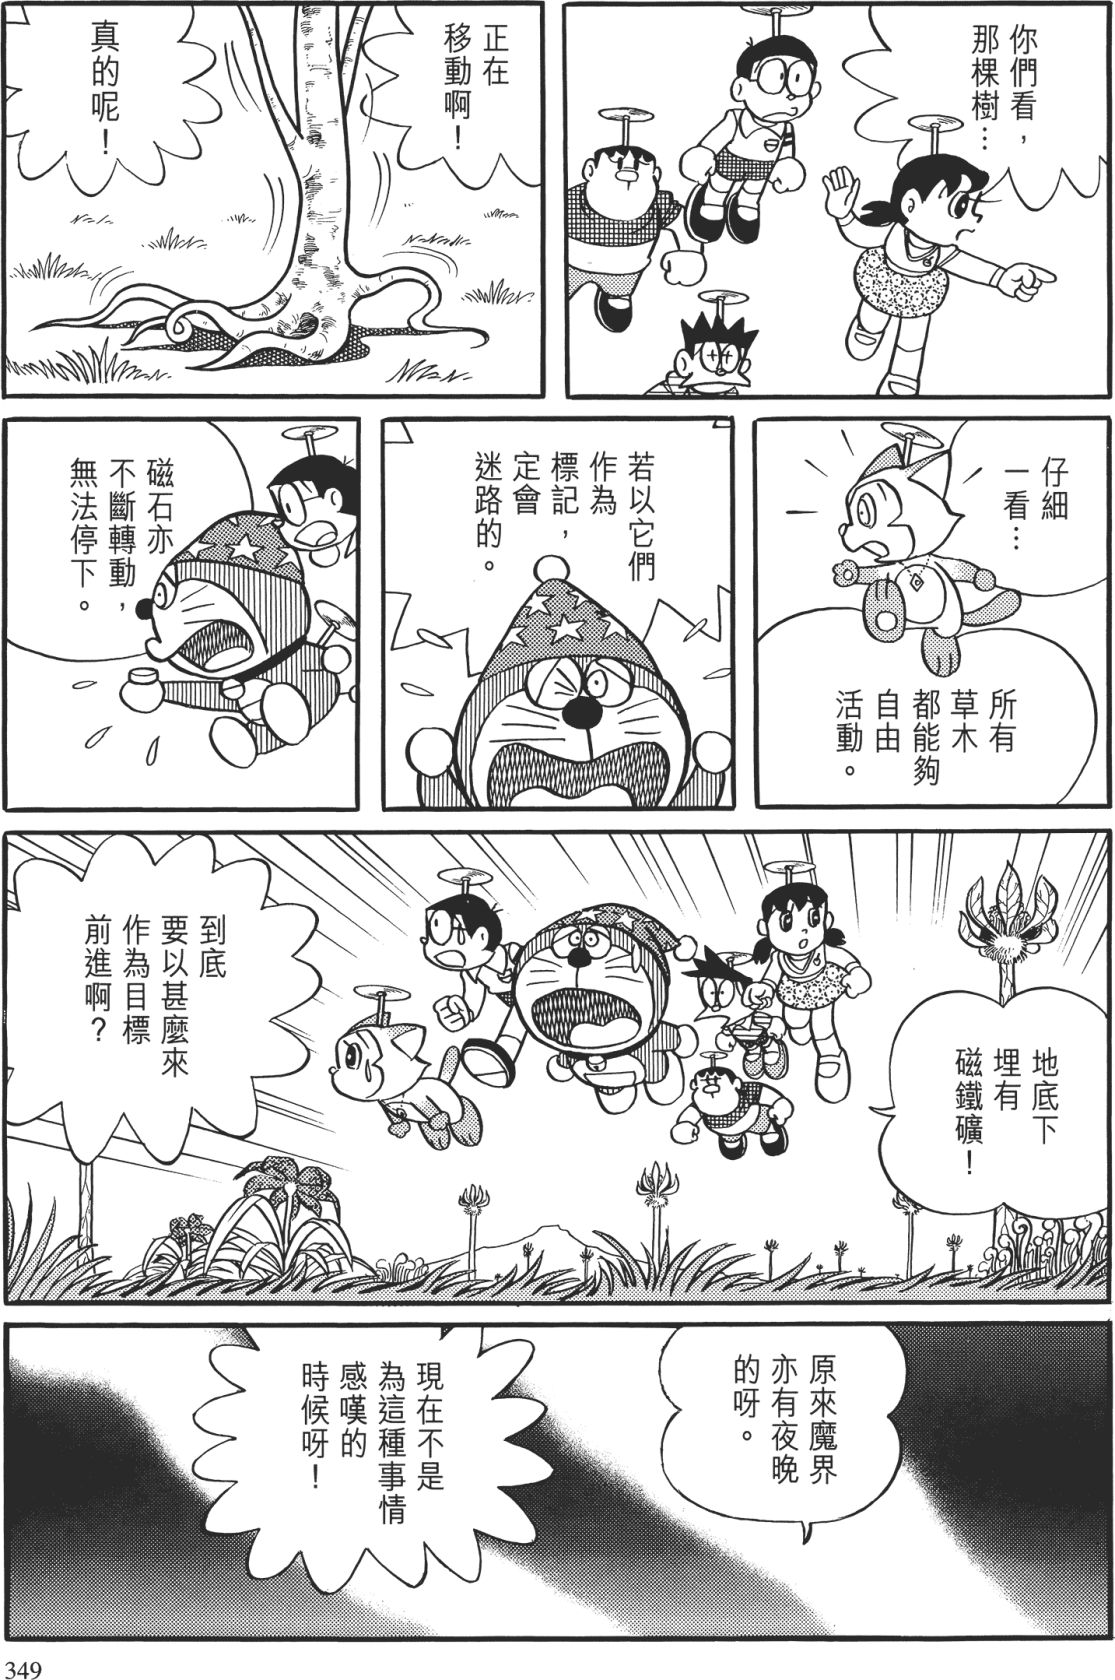 你們看，
那棵樹…
正在
移動啊！
真的呢！
仔細
一看…
所有
草木
都能夠
自由
活動。
若以它們
作為
標記，
定會
迷路的。
磁石亦
不斷轉動，
無法停下。
地底下
埋有
磁鐵礦！
到底
要以甚麼來
作為目標
前進啊？
原來魔界
亦有夜晚
的呀。
現在不是
為這種事情
感嘆的
時候呀！
349